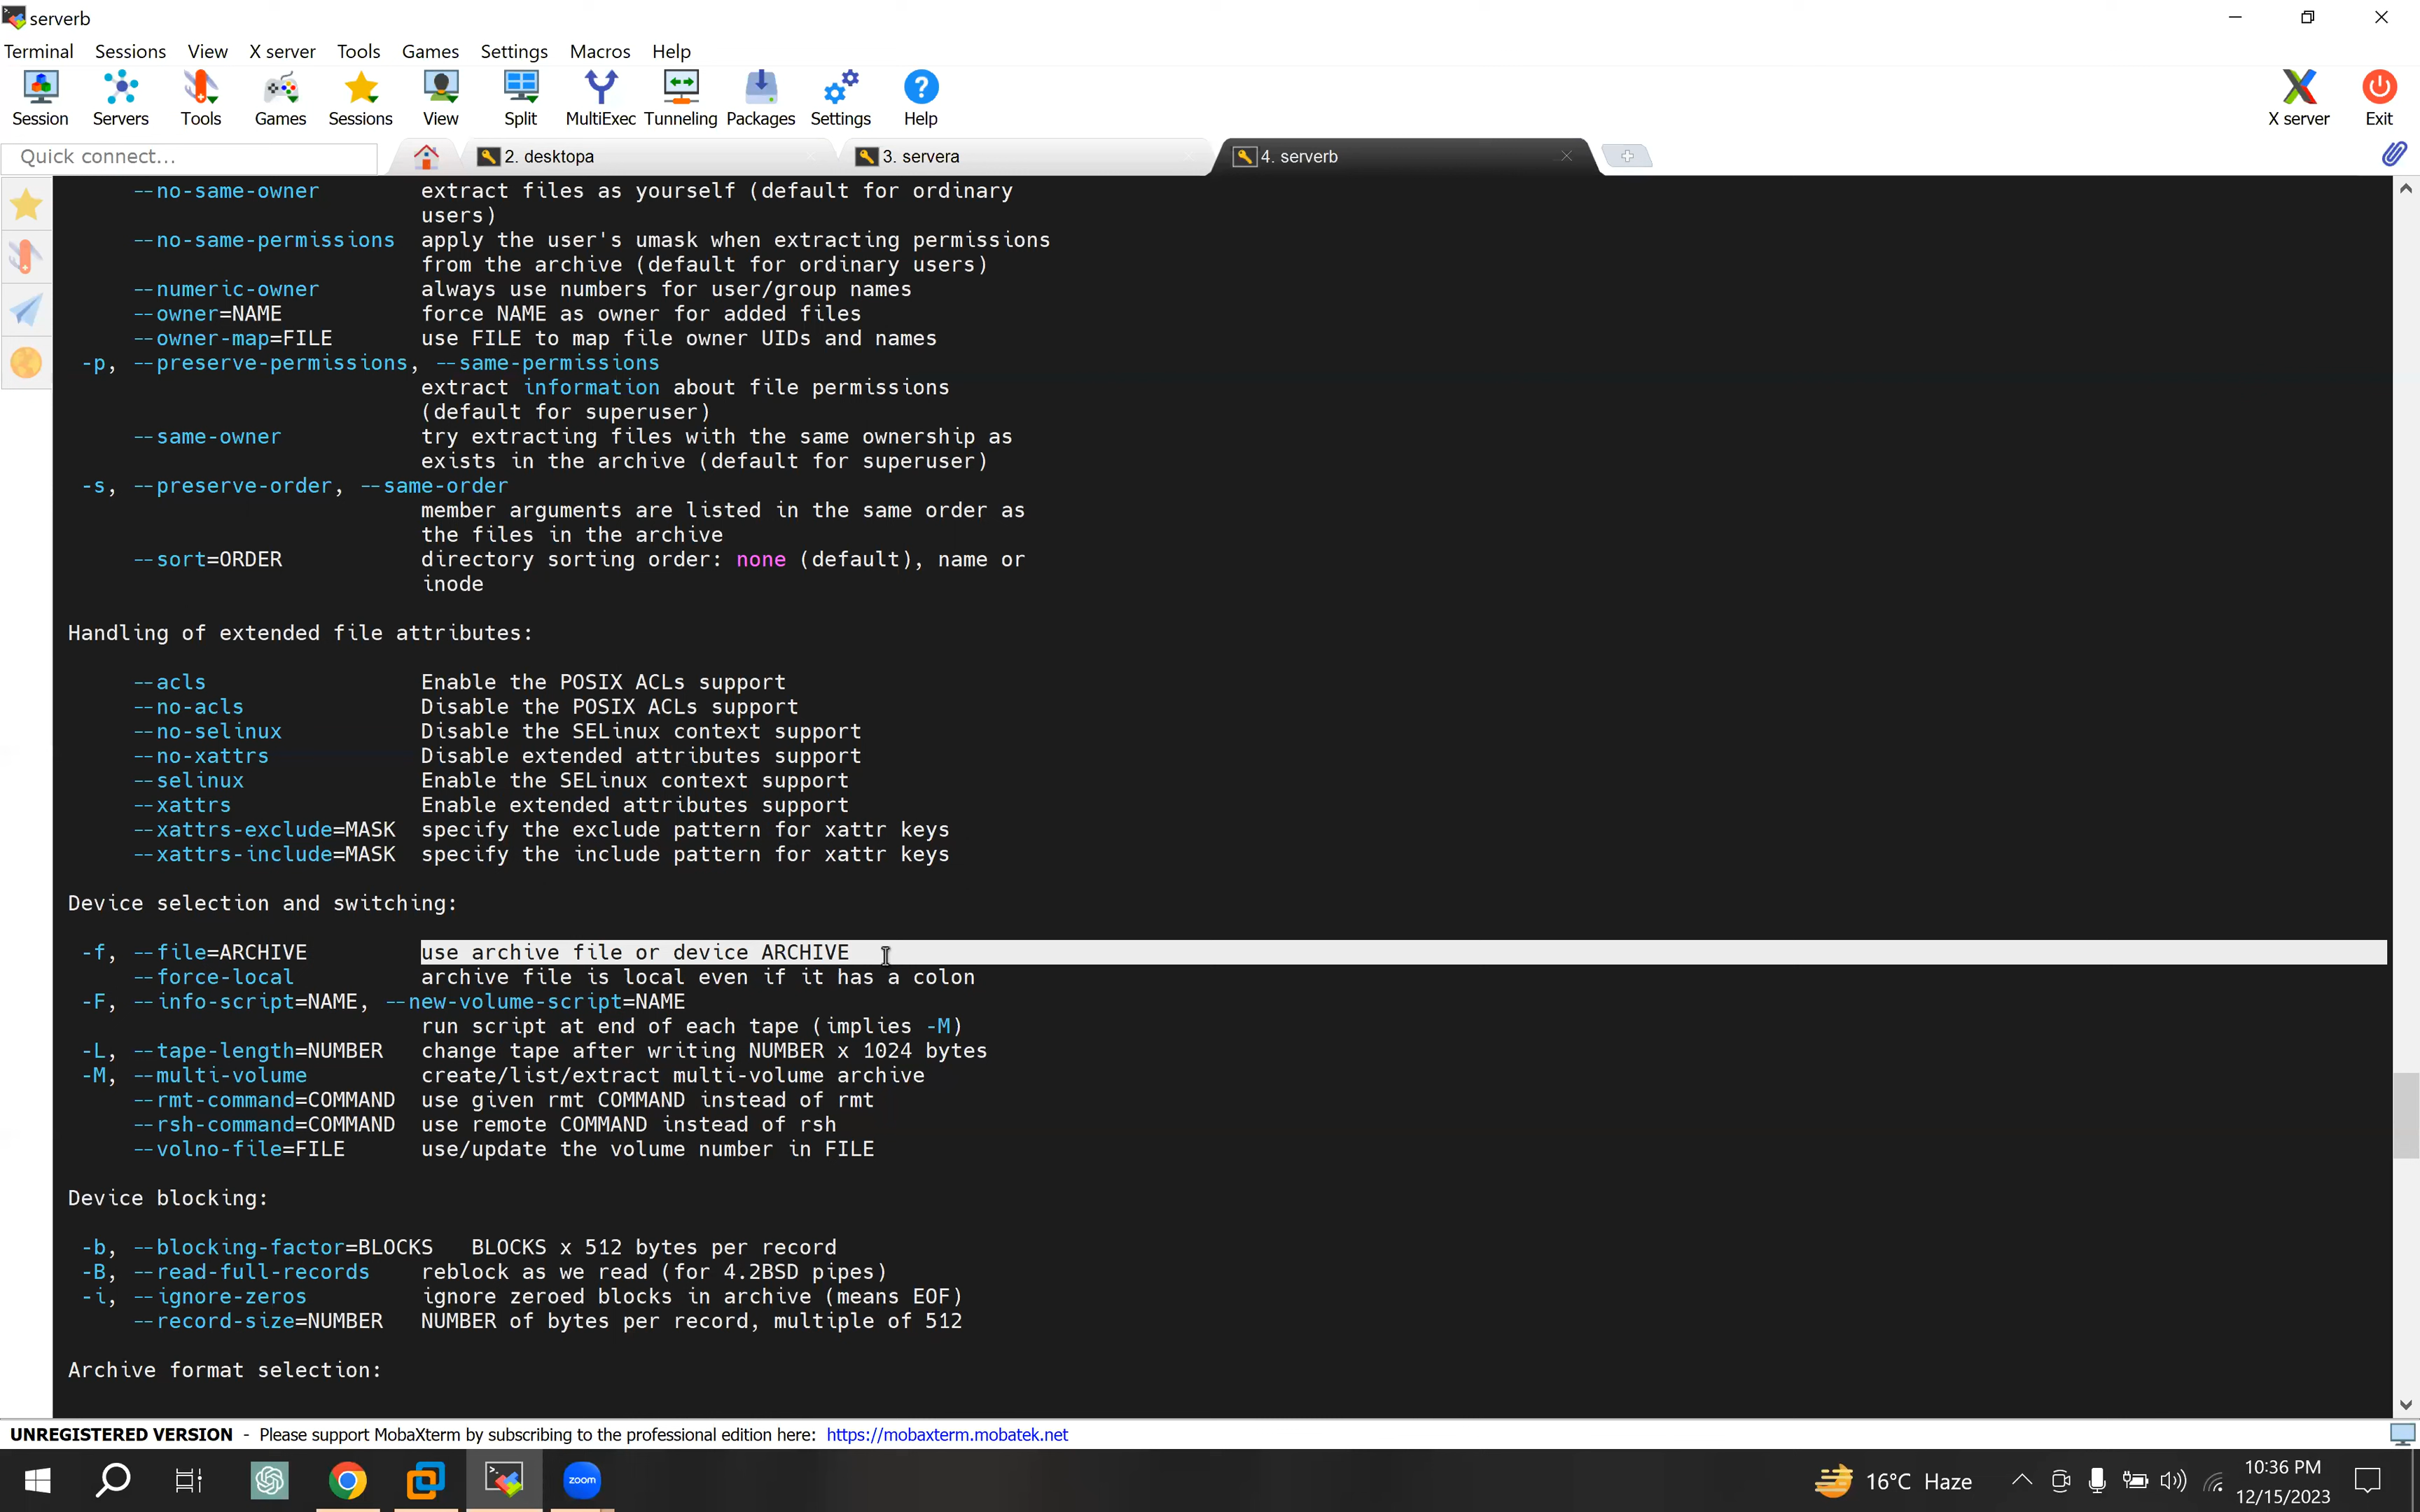 serverb
Terminal Sessions View X server Tools Games Settings Macros Help
Session Servers Tools Games Sessions View Split MultiExec Tunneling Packages Settings Help X server Exit
Quick connect... 2. desktopa 3. servera 4. serverb
--no-same-owner extract files as yourself (default for ordinary
users)
--no-same-permissions apply the user's umask when extracting permissions
from the archive (default for ordinary users)
--numeric-owner always use numbers for user/group names
--owner=NAME force NAME as owner for added files
--owner-map=FILE use FILE to map file owner UIDs and names
-p, --preserve-permissions, --same-permissions
extract information about file permissions
(default for superuser)
--same-owner try extracting files with the same ownership as
exists in the archive (default for superuser)
-s, --preserve-order, --same-order
member arguments are listed in the same order as
the files in the archive
--sort=ORDER directory sorting order: none (default), name or
inode
Handling of extended file attributes:
--acls Enable the POSIX ACLs support
--no-acls Disable the POSIX ACLs support
--no-selinux Disable the SELinux context support
--no-xattrs Disable extended attributes support
--selinux Enable the SELinux context support
--xattrs Enable extended attributes support
--xattrs-exclude=MASK specify the exclude pattern for xattr keys
--xattrs-include=MASK specify the include pattern for xattr keys
Device selection and switching:
-f, --file=ARCHIVE use archive file or device ARCHIVE
--force-local archive file is local even if it has a colon
-F, --info-script=NAME, --new-volume-script=NAME
run script at end of each tape (implies -M)
-L, --tape-length=NUMBER change tape after writing NUMBER x 1024 bytes
-M, --multi-volume create/list/extract multi-volume archive
--rmt-command=COMMAND use given rmt COMMAND instead of rmt
--rsh-command=COMMAND use remote COMMAND instead of rsh
--volno-file=FILE use/update the volume number in FILE
Device blocking:
-b, --blocking-factor=BLOCKS BLOCKS x 512 bytes per record
-B, --read-full-records reblock as we read (for 4.2BSD pipes)
-i, --ignore-zeros ignore zeroed blocks in archive (means EOF)
--record-size=NUMBER NUMBER of bytes per record, multiple of 512
Archive format selection:
UNREGISTERED VERSION - Please support MobaXterm by subscribing to the professional edition here: https://mobaxterm.mobatek.net
zoom
16°C Haze
10:36 PM
12/15/2023